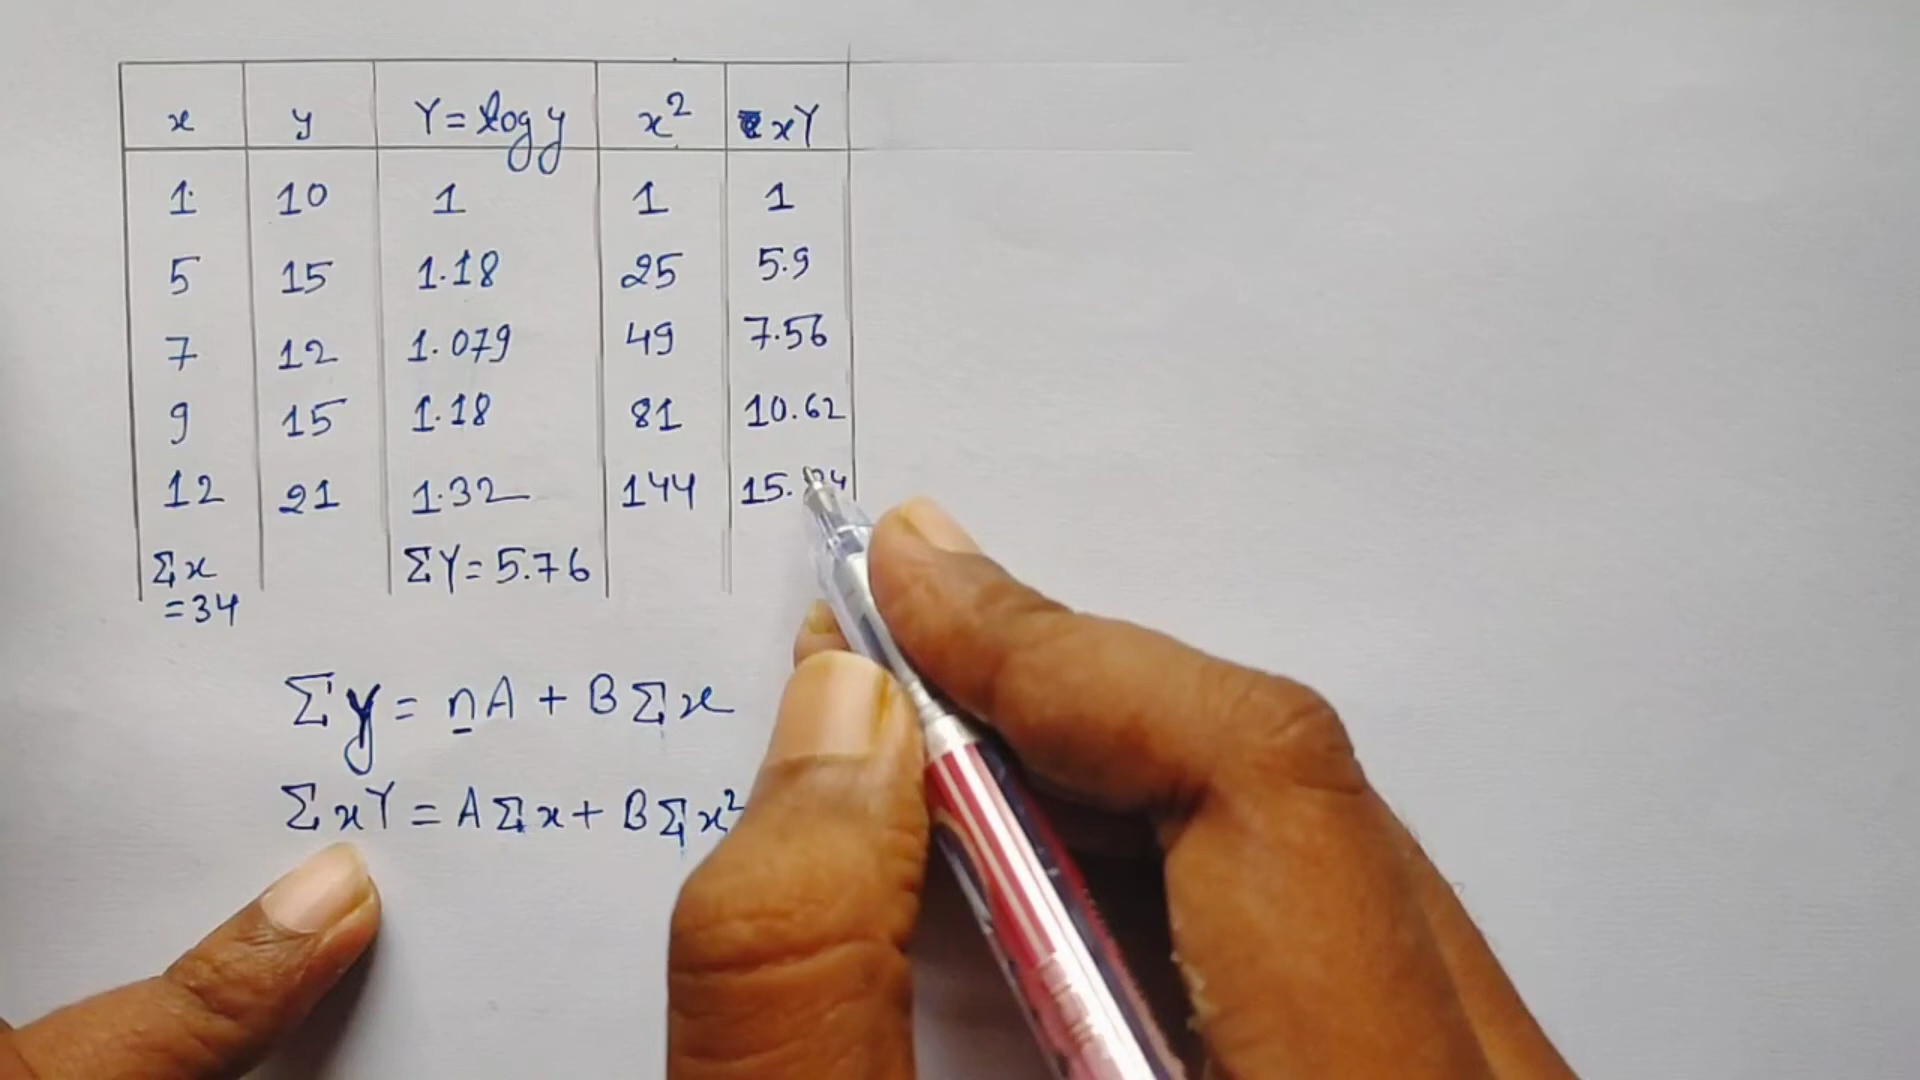 x y Y = log y x² xY
1 10 1 1 1
5 15 1.18 25 5.9
7 12 1.079 49 7.56
9 15 1.18 81 10.62
12 21 1.32 144
Σx ΣY = 5.76
= 34
Σy = nA + BΣx
ΣxY = AΣx + BΣx²